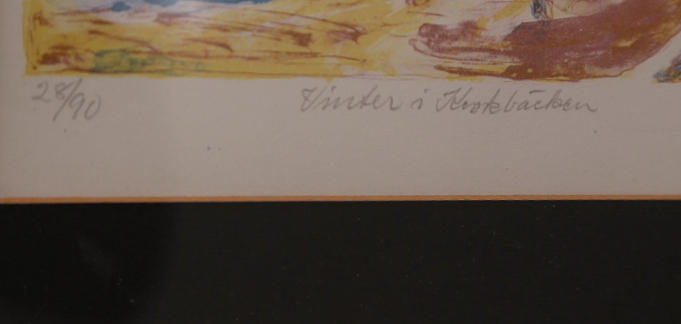 28/90 Vinter i Krokbäcken